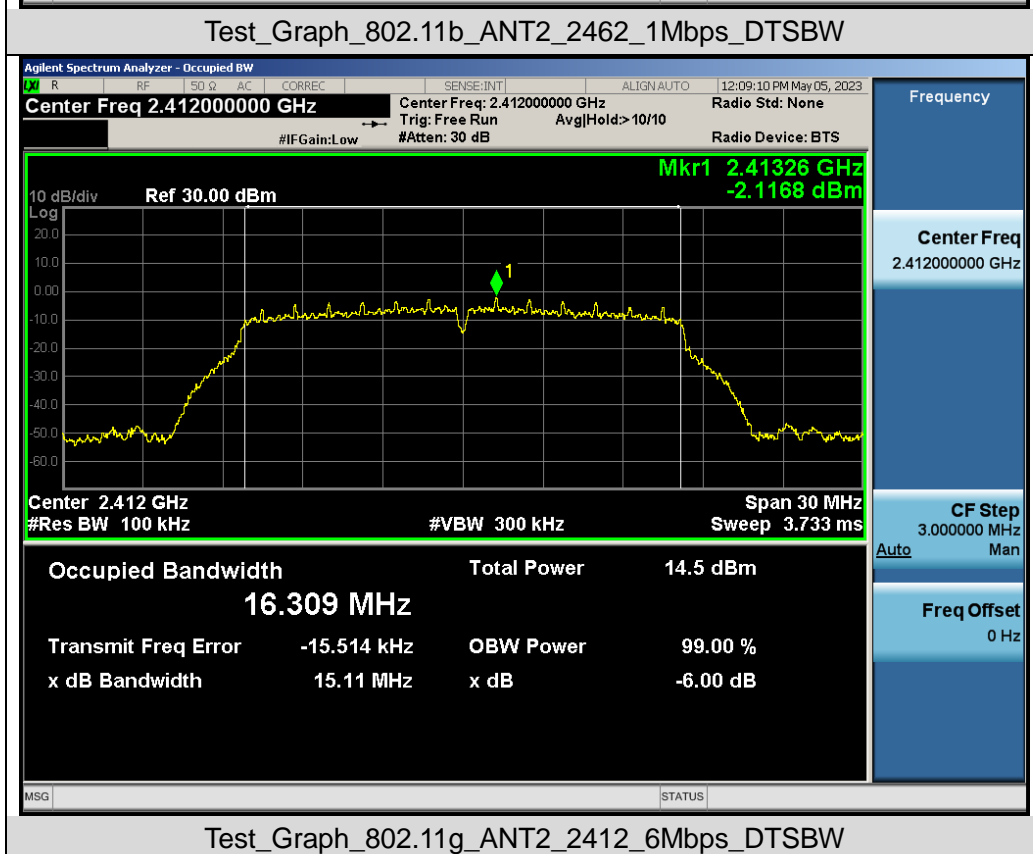 Test_Graph_802.11b_ANT2_2462_1Mbps_DTSBW
Agilent Spectrum Analyzer - Occupied BW
LXI R RF 50 Ω AC CORREC SENSE:INT ALIGN AUTO 12:09:10 PM May 05, 2023
Center Freq 2.412000000 GHz
Center Freq: 2.412000000 GHz
Radio Std: None
Trig: Free Run Avg|Hold:> 10/10
#IFGain:Low #Atten: 30 dB Radio Device: BTS
Mkr1 2.41326 GHz
-2.1168 dBm
10 dB/div Ref 30.00 dBm
Log
20.0
10.0
0.00
-10.0
-20.0
-30.0
-40.0
-50.0
-60.0
1
Center 2.412 GHz Span 30 MHz
#Res BW 100 kHz #VBW 300 kHz Sweep 3.733 ms
Occupied Bandwidth Total Power 14.5 dBm
16.309 MHz
Transmit Freq Error -15.514 kHz OBW Power 99.00 %
x dB Bandwidth 15.11 MHz x dB -6.00 dB
Frequency
Center Freq
2.412000000 GHz
CF Step
3.000000 MHz
Auto Man
Freq Offset
0 Hz
MSG STATUS
Test_Graph_802.11g_ANT2_2412_6Mbps_DTSBW